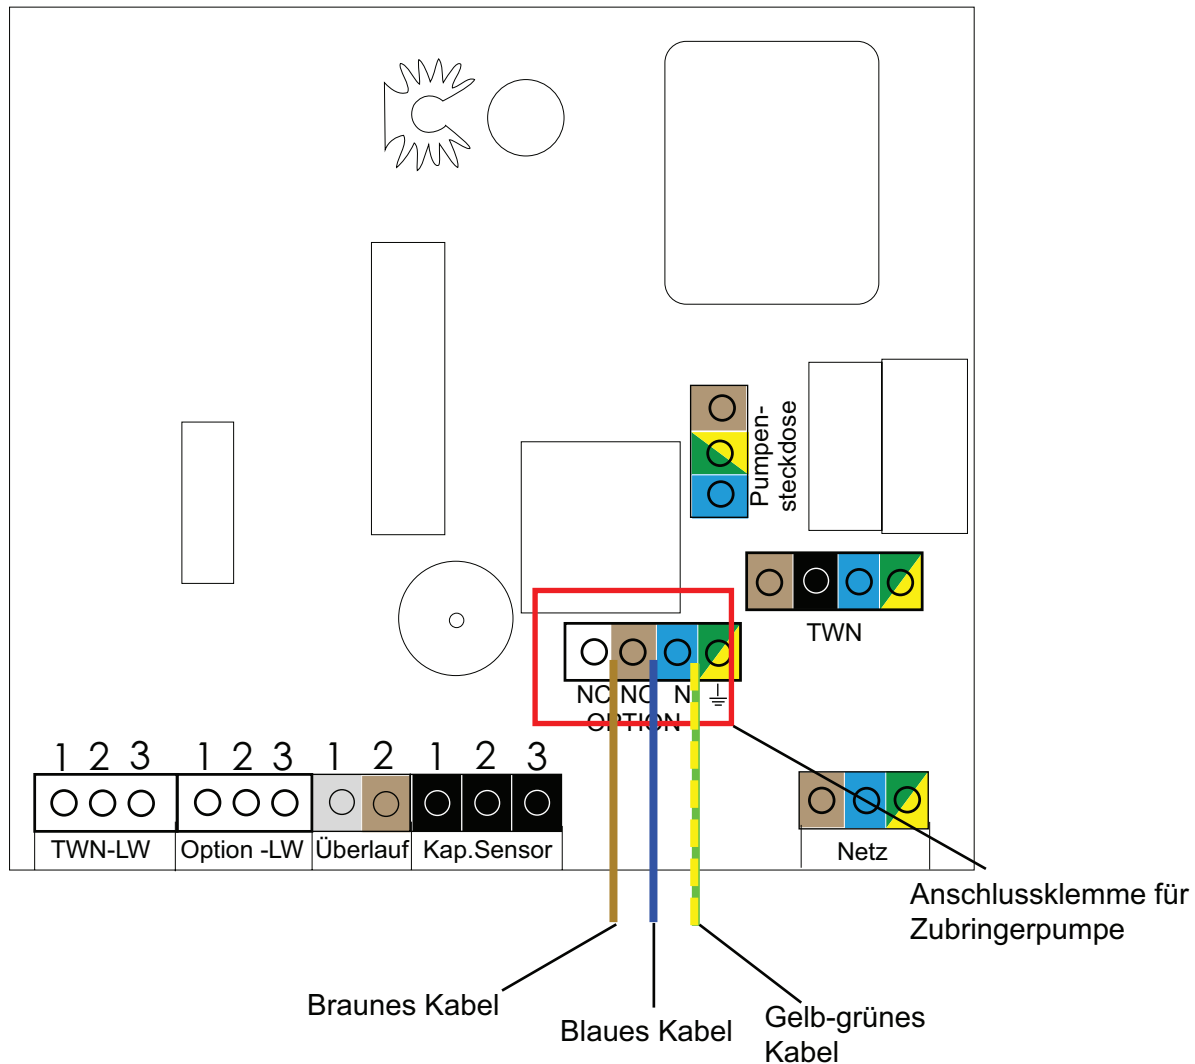 Pumpen-
steckdose
TWN
NC NO N
OPTION
1 2 3 1 2 3 1 2 1 2 3
TWN-LW Option -LW Überlauf Kap.Sensor
Netz
Anschlussklemme für
Zubringerpumpe
Braunes Kabel
Blaues Kabel
Gelb-grünes
Kabel